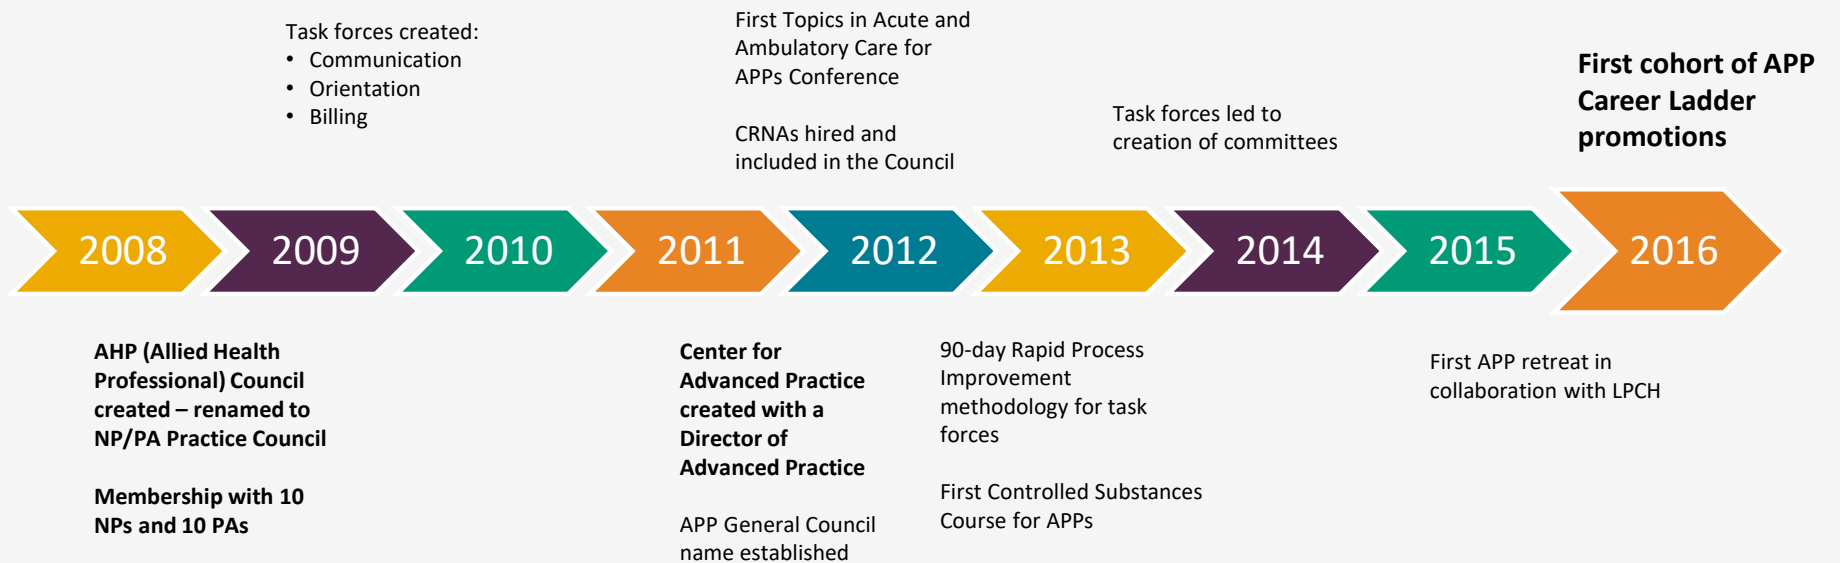 Task forces created:
• Communication
• Orientation
• Billing
First Topics in Acute and
Ambulatory Care for
APPs Conference
CRNAs hired and
included in the Council
Task forces led to
creation of committees
First cohort of APP
Career Ladder
promotions
2008
2009
2010
2011
2012
2013
2014
2015
2016
AHP (Allied Health
Professional) Council
created – renamed to
NP/PA Practice Council
Membership with 10
NPs and 10 PAs
Center for
Advanced Practice
created with a
Director of
Advanced Practice
APP General Council
name established
90-day Rapid Process
Improvement
methodology for task
forces
First Controlled Substances
Course for APPs
First APP retreat in
collaboration with LPCH